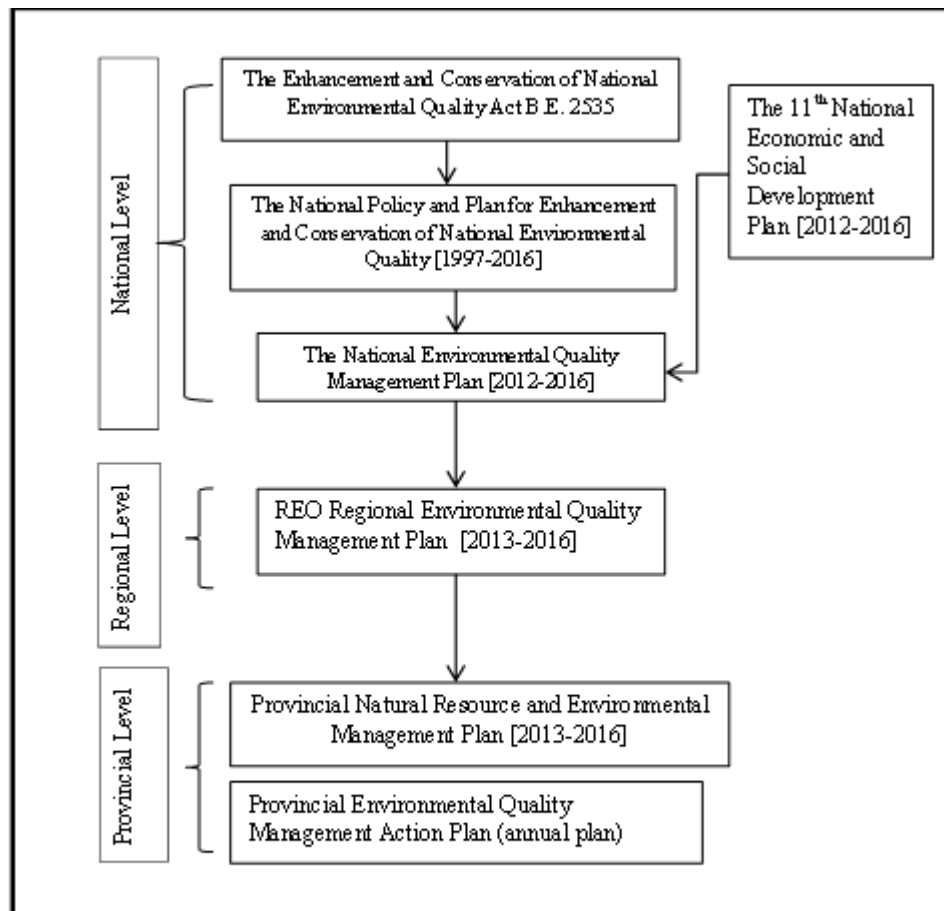 National Level
The Enhancement and Conservation of National
Environmental Quality Act B.E. 2535
The National Policy and Plan for Enhancement
and Conservation of National Environmental
Quality [1997-2016]
The National Environmental Quality
Management Plan [2012-2016]
The 11th National
Economic and
Social
Development
Plan [2012-2016]
Regional Level
REO Regional Environmental Quality
Management Plan [2013-2016]
Provincial Level
Provincial Natural Resource and Environmental
Management Plan [2013-2016]
Provincial Environmental Quality
Management Action Plan (annual plan)